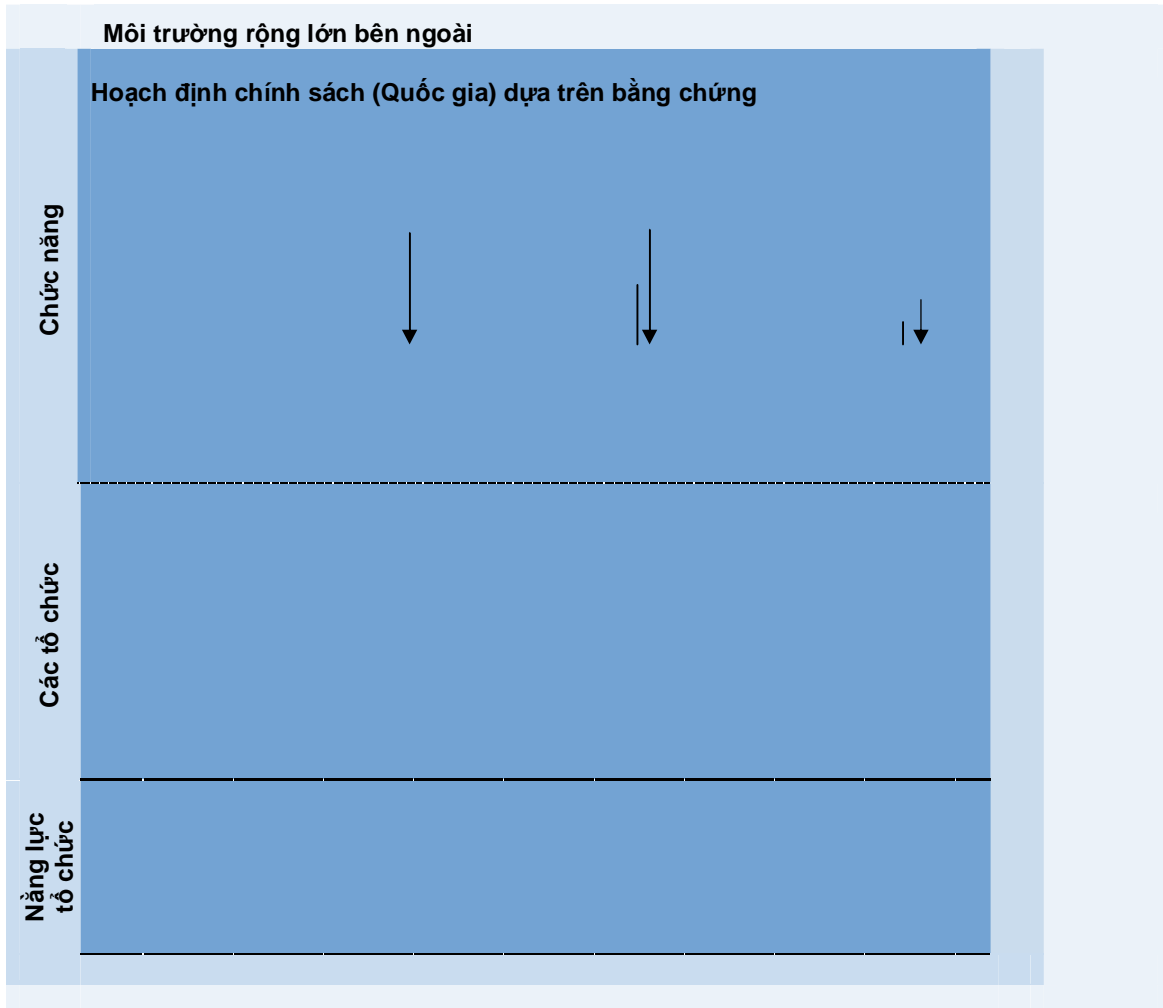 Môi trường rộng lớn bên ngoài
Hoạch định chính sách (Quốc gia) dựa trên bằng chứng
Chức năng
Các tổ chức
Nằng lực
tổ chức